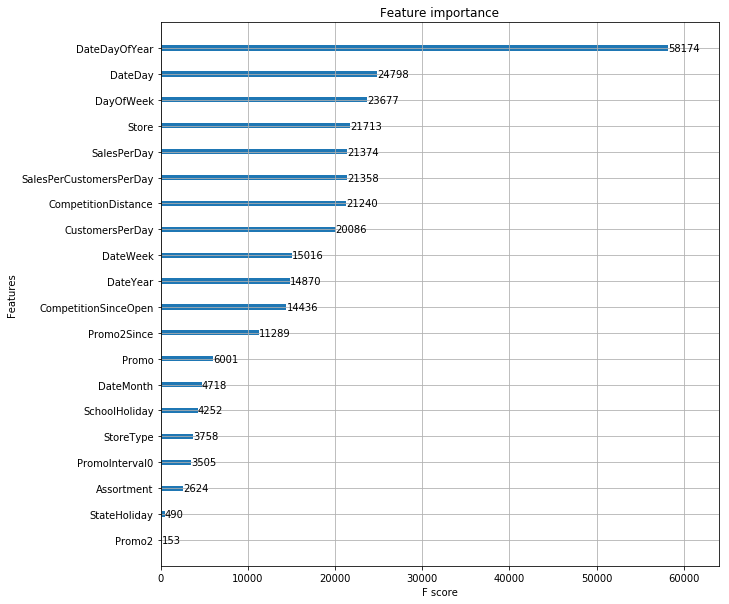 Feature importance
Features
DateDayOfYear 58174
DateDay 24798
DayOfWeek 23677
Store 21713
SalesPerDay 21374
SalesPerCustomersPerDay 21358
CompetitionDistance 21240
CustomersPerDay 20086
DateWeek 15016
DateYear 14870
CompetitionSinceOpen 14436
Promo2Since 11289
Promo 6001
DateMonth 4718
SchoolHoliday 4252
StoreType 3758
PromoInterval0 3505
Assortment 2624
StateHoliday 490
Promo2 153
0 10000 20000 30000 40000 50000 60000
F score